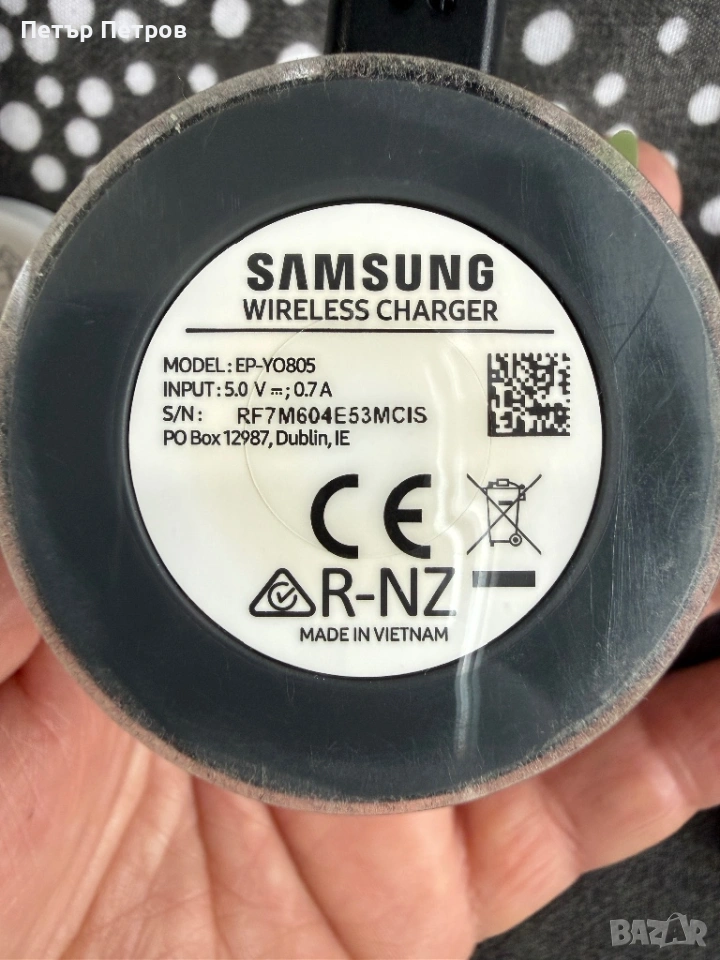 Петър Петров
SAMSUNG
WIRELESS CHARGER
MODEL: EP-YO805
INPUT: 5.0 V ⎓; 0.7 A
S/N: RF7M604E53MCIS
PO Box 12987, Dublin, IE
CE
R-NZ
MADE IN VIETNAM
BAZAR